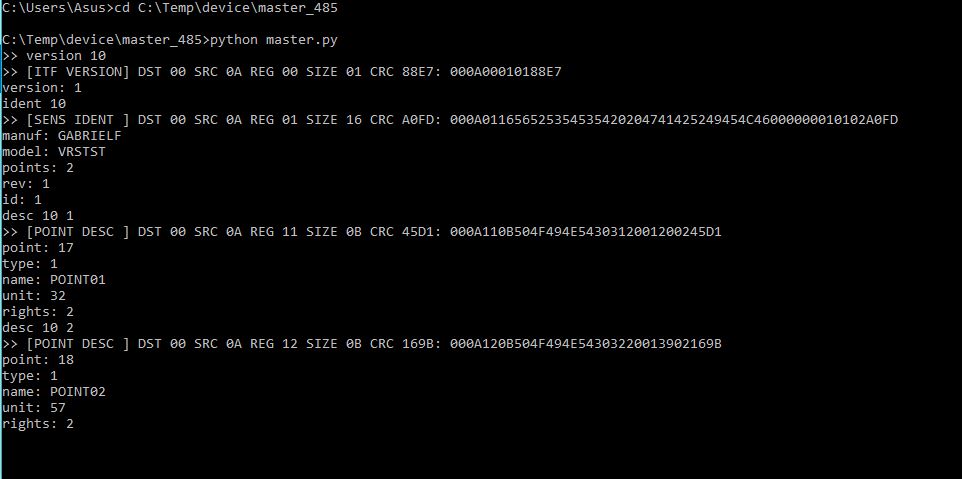 C:\Users\Asus>cd C:\Temp\device\master_485
C:\Temp\device\master_485>python master.py
>> version 10
>> [ITF VERSION] DST 00 SRC 0A REG 00 SIZE 01 CRC 88E7: 000A00010188E7
version: 1
ident 10
>> [SENS IDENT ] DST 00 SRC 0A REG 01 SIZE 16 CRC A0FD: 000A01165652535453542020474142524945 4C46000000010102A0FD
manuf: GABRIELF
model: VRSTST
points: 2
rev: 1
id: 1
desc 10 1
>> [POINT DESC ] DST 00 SRC 0A REG 11 SIZE 0B CRC 45D1: 000A110B504F494E5430312001200245D1
point: 17
type: 1
name: POINT01
unit: 32
rights: 2
desc 10 2
>> [POINT DESC ] DST 00 SRC 0A REG 12 SIZE 0B CRC 169B: 000A120B504F494E54303220013902169B
point: 18
type: 1
name: POINT02
unit: 57
rights: 2